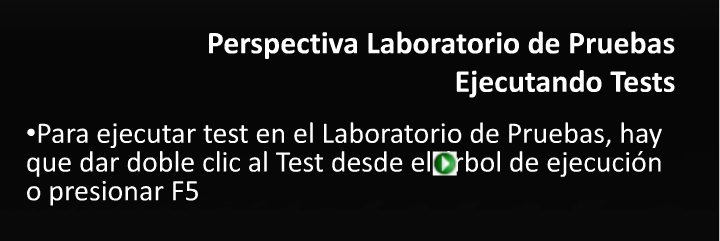 Perspectiva Laboratorio de Pruebas
Ejecutando Tests
•Para ejecutar test en el Laboratorio de Pruebas, hay
que dar doble clic al Test desde el rbol de ejecución
o presionar F5